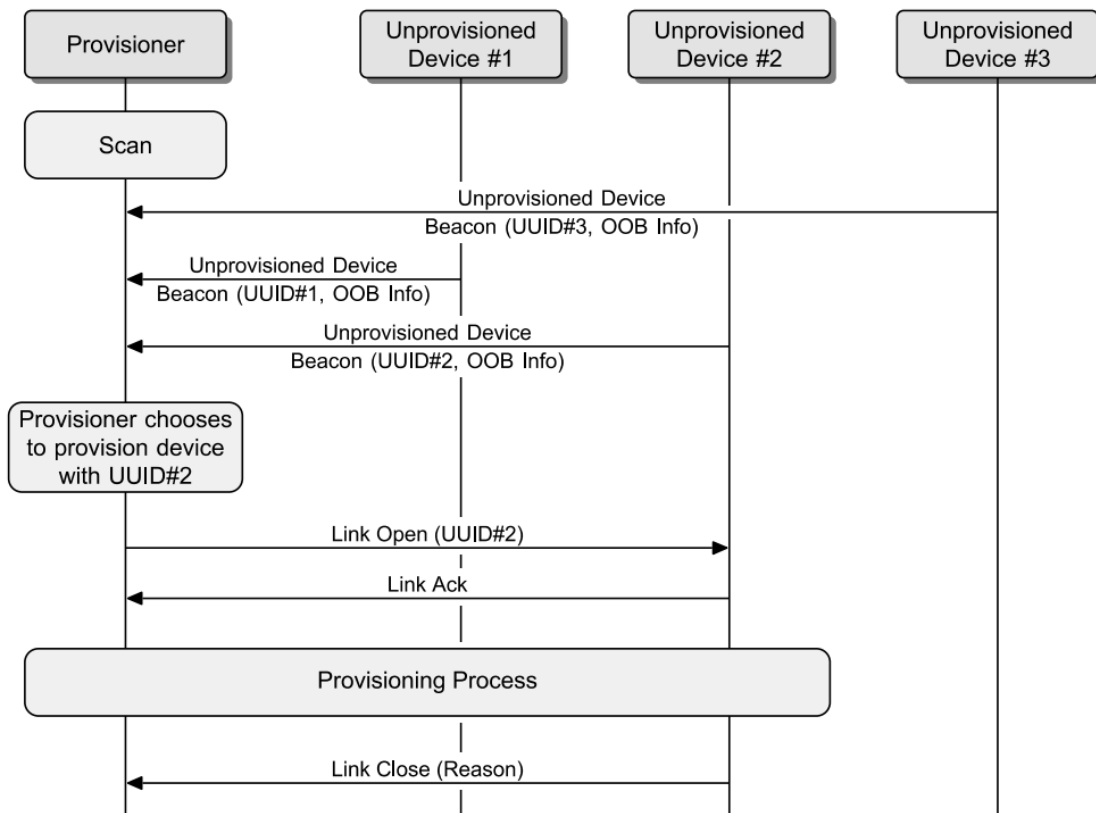 Provisioner
Unprovisioned
Device #1
Unprovisioned
Device #2
Unprovisioned
Device #3
Scan
Unprovisioned Device
Beacon (UUID#3, OOB Info)
Unprovisioned Device
Beacon (UUID#1, OOB Info)
Unprovisioned Device
Beacon (UUID#2, OOB Info)
Provisioner chooses
to provision device
with UUID#2
Link Open (UUID#2)
Link Ack
Provisioning Process
Link Close (Reason)